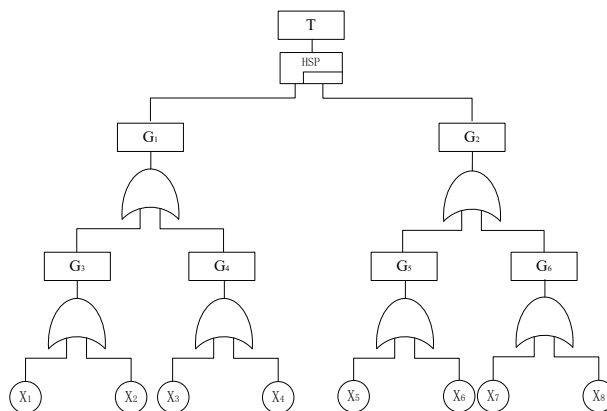 T
HSP
G₁ G₂
G₃ G₄ G₅ G₆
X₁ X₂ X₃ X₄ X₅ X₆ X₇ X₈